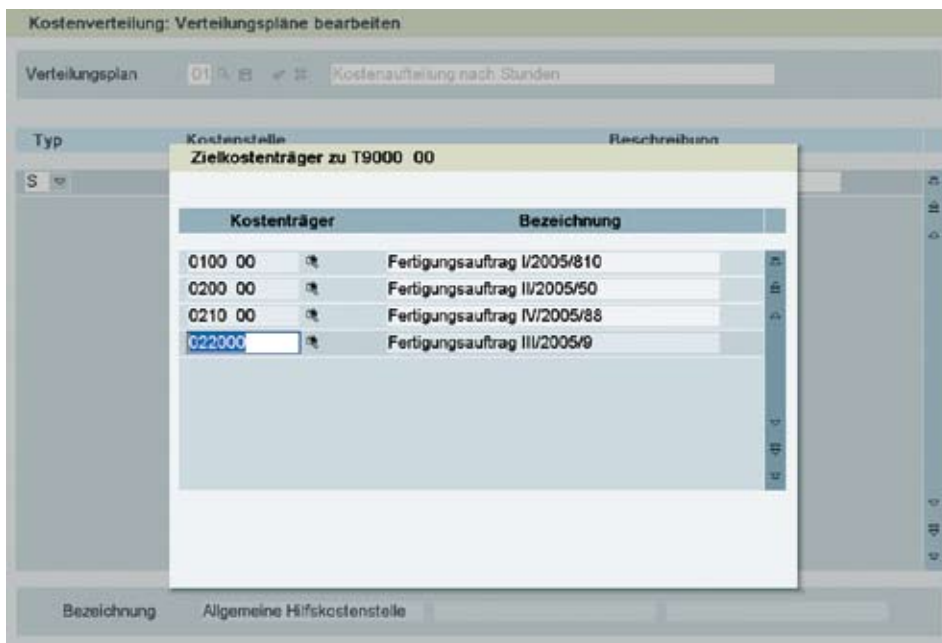 Kostenverteilung: Verteilungspläne bearbeiten
Verteilungsplan 01 Kostenaufteilung nach Stunden
Typ Kostenstelle Beschreibung
Zielkostenträger zu T9000 00
S
Kostenträger Bezeichnung
0100 00 Fertigungsauftrag I/2005/810
0200 00 Fertigungsauftrag II/2005/50
0210 00 Fertigungsauftrag IV/2005/88
022000 Fertigungsauftrag III/2005/9
Bezeichnung Allgemeine Hilfskostenstelle